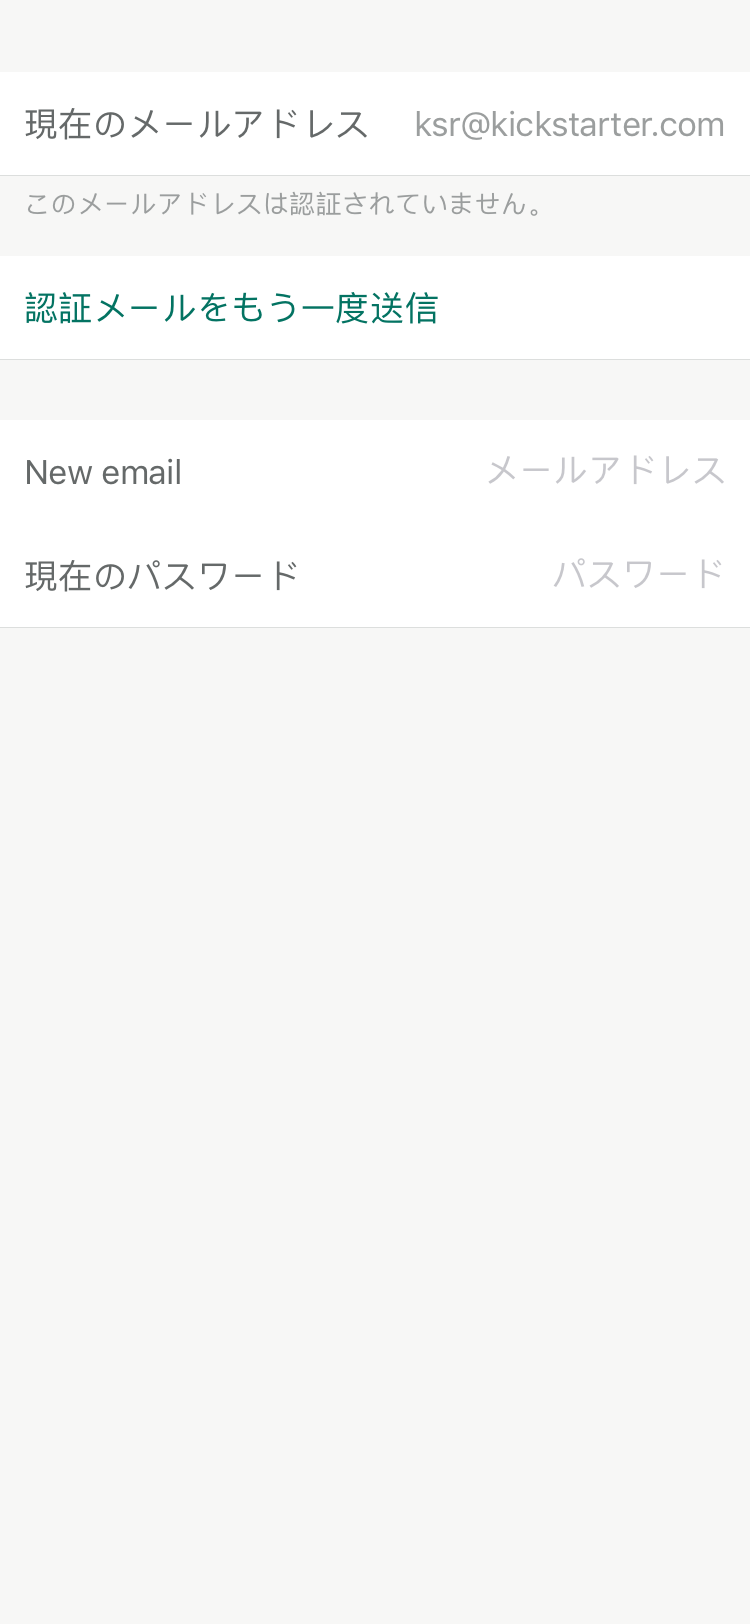 現在のメールアドレス ksr@kickstarter.com
このメールアドレスは認証されていません。
認証メールをもう一度送信
New email メールアドレス
現在のパスワード パスワード